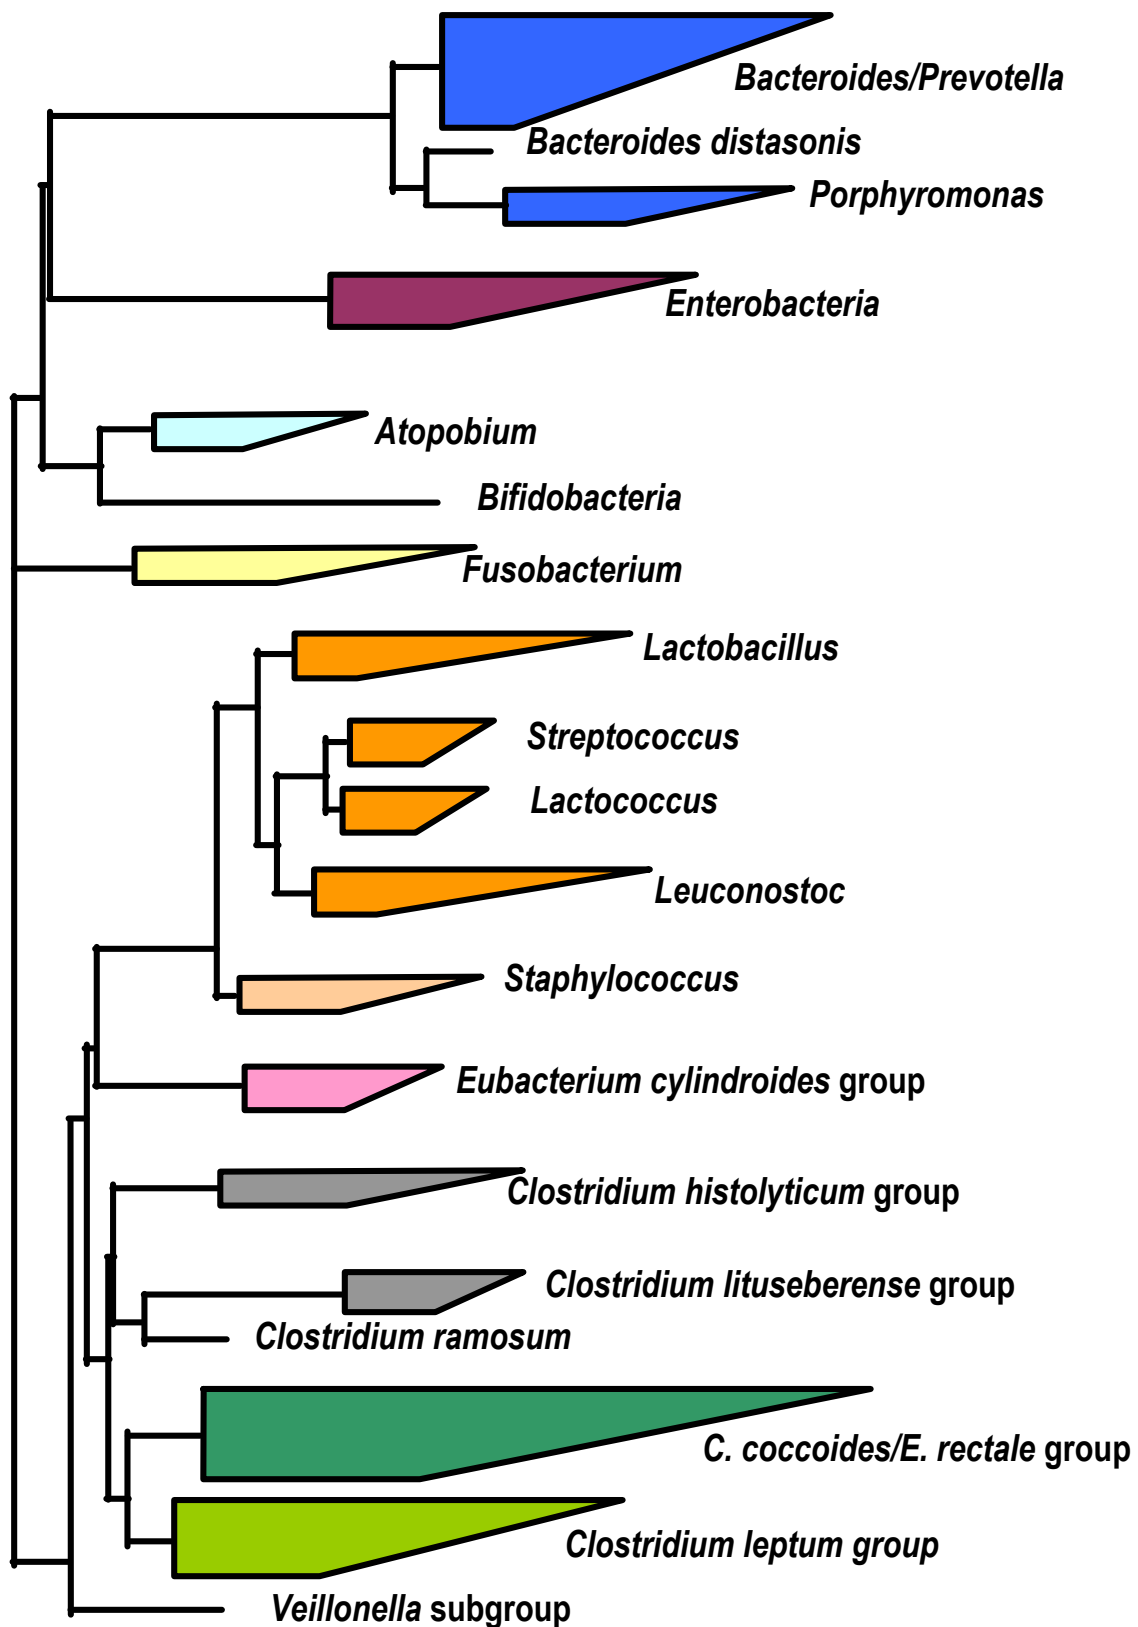 Bacteroides/Prevotella
Bacteroides distasonis
Porphyromonas
Enterobacteria
Atopobium
Bifidobacteria
Fusobacterium
Lactobacillus
Streptococcus
Lactococcus
Leuconostoc
Staphylococcus
Eubacterium cylindroides group
Clostridium histolyticum group
Clostridium lituseberense group
Clostridium ramosum
C. coccoides/E. rectale group
Clostridium leptum group
Veillonella subgroup